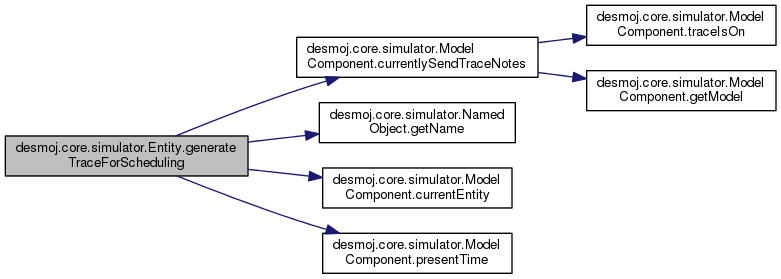 desmoj.core.simulator.Entity.generate
TraceForScheduling
desmoj.core.simulator.Model
Component.currentlySendTraceNotes
desmoj.core.simulator.Model
Component.traceIsOn
desmoj.core.simulator.Model
Component.getModel
desmoj.core.simulator.Named
Object.getName
desmoj.core.simulator.Model
Component.currentEntity
desmoj.core.simulator.Model
Component.presentTime